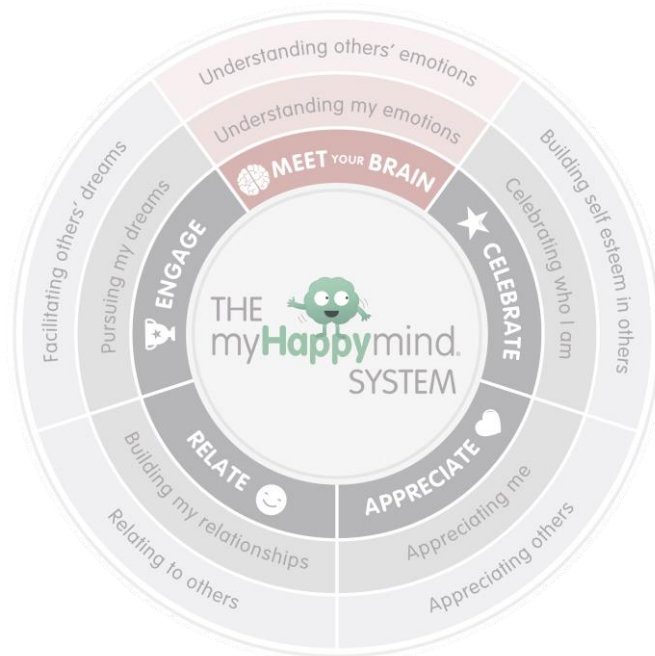 Understanding others' emotions
Understanding my emotions
MEET YOUR BRAIN
Building self esteem in others
Celebrating who I am
CELEBRATE
Appreciating others
Appreciating me
APPRECIATE
Relating to others
Building my relationships
RELATE
Facilitating others' dreams
Pursuing my dreams
ENGAGE
THE
myHappymind.
SYSTEM